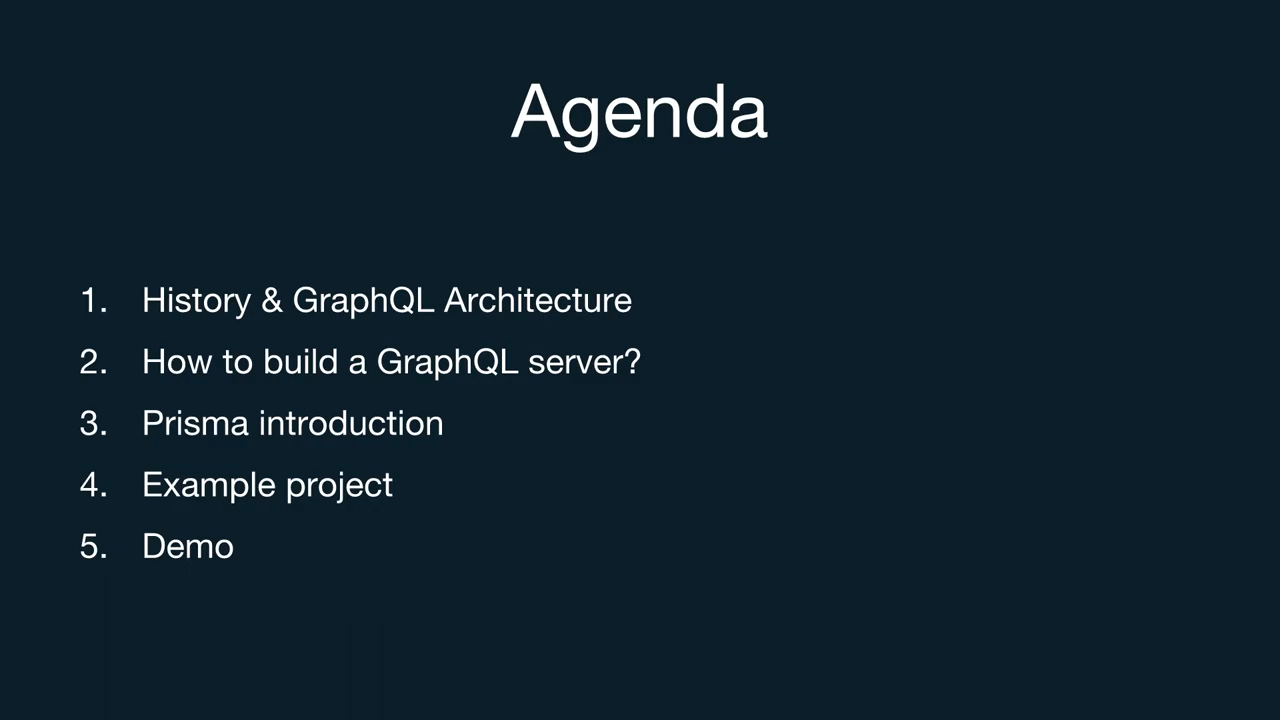 Agenda
1. History & GraphQL Architecture
2. How to build a GraphQL server?
3. Prisma introduction
4. Example project
5. Demo